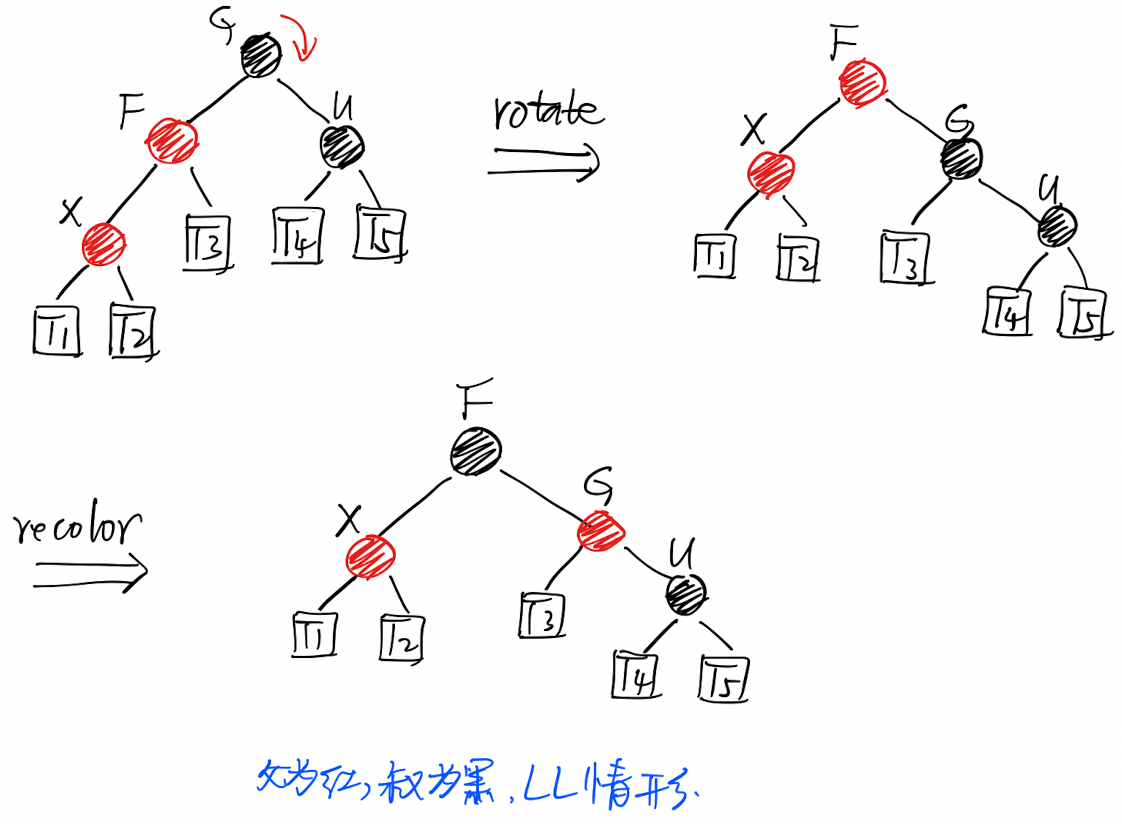 G
F
U
X
T3
T4
T5
T1
T2
rotate
F
X
G
U
T1
T2
T3
T4
T5
recolor
F
X
G
U
T1
T2
T3
T4
T5
父为红,叔为黑,LL情形.